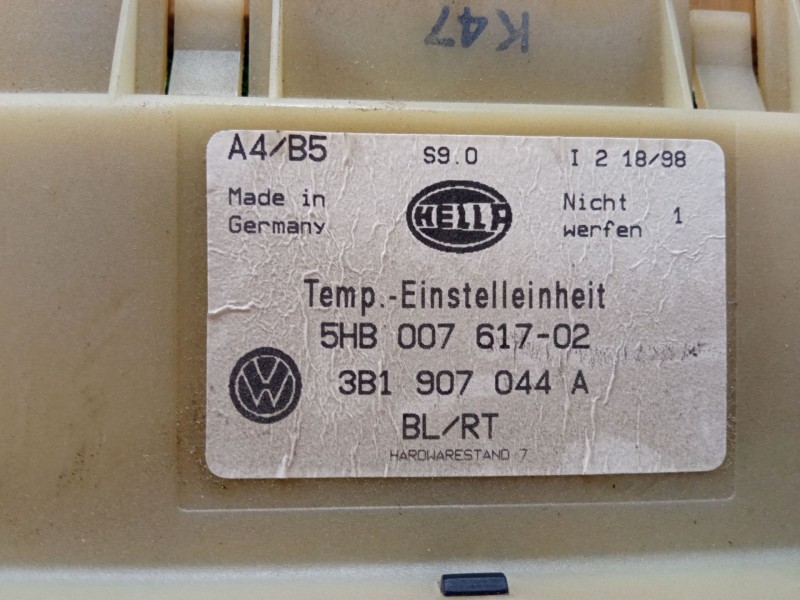 K47
A4/B5 S9.0 I 2 18/98
Made in Germany HELLA Nicht werfen 1
Temp.-Einstelleinheit
5HB 007 617-02
VW 3B1 907 044 A
BL/RT
HARDWARESTAND 7